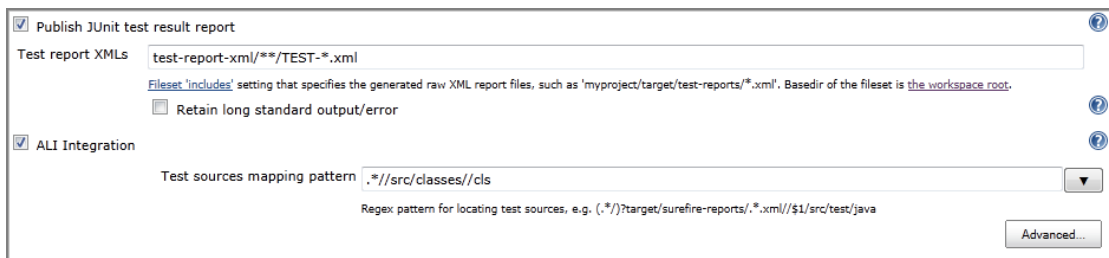 Publish JUnit test result report
Test report XMLs test-report-xml/**/TEST-*.xml
Fileset 'includes' setting that specifies the generated raw XML report files, such as 'myproject/target/test-reports/*.xml'. Basedir of the fileset is the workspace root.
Retain long standard output/error
ALI Integration
Test sources mapping pattern .*//src/classes//cls
Regex pattern for locating test sources, e.g. (.*/)?target/surefire-reports/.*.xml//$1/src/test/java
Advanced...